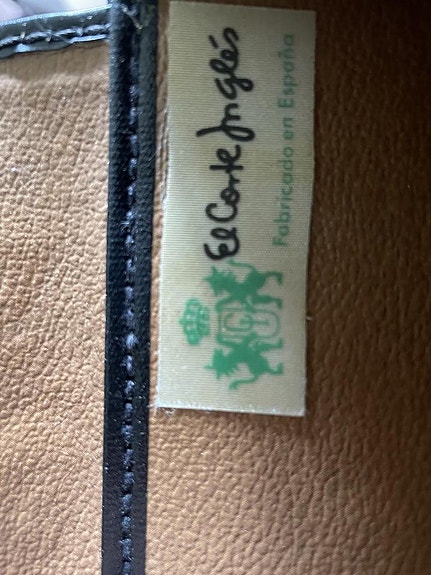 El Corte Inglés
Fabricado en España